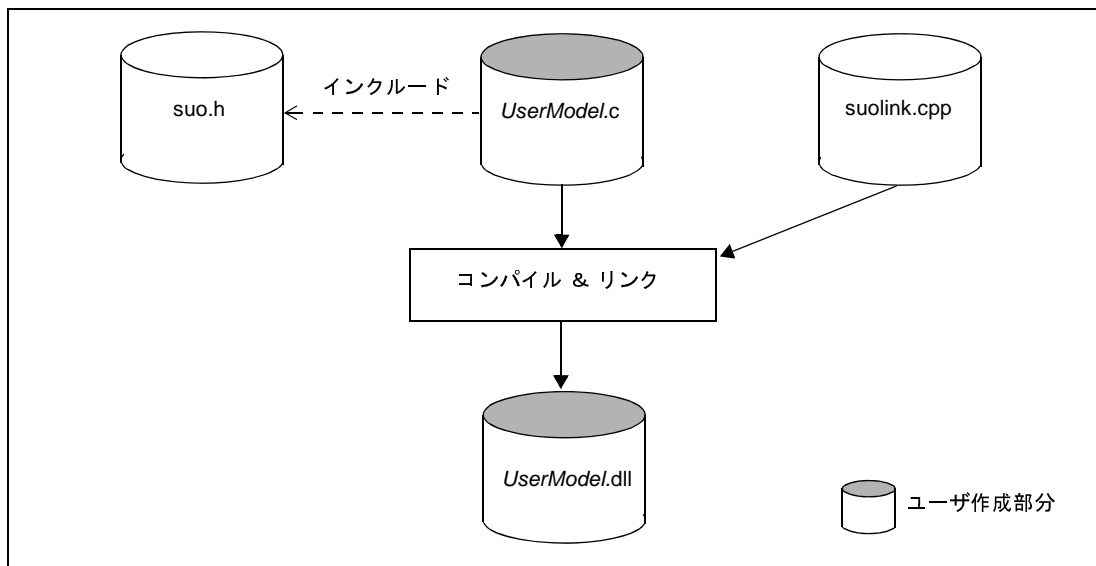 suo.h
インクルード
UserModel.c
suolink.cpp
コンパイル & リンク
UserModel.dll
ユーザ作成部分